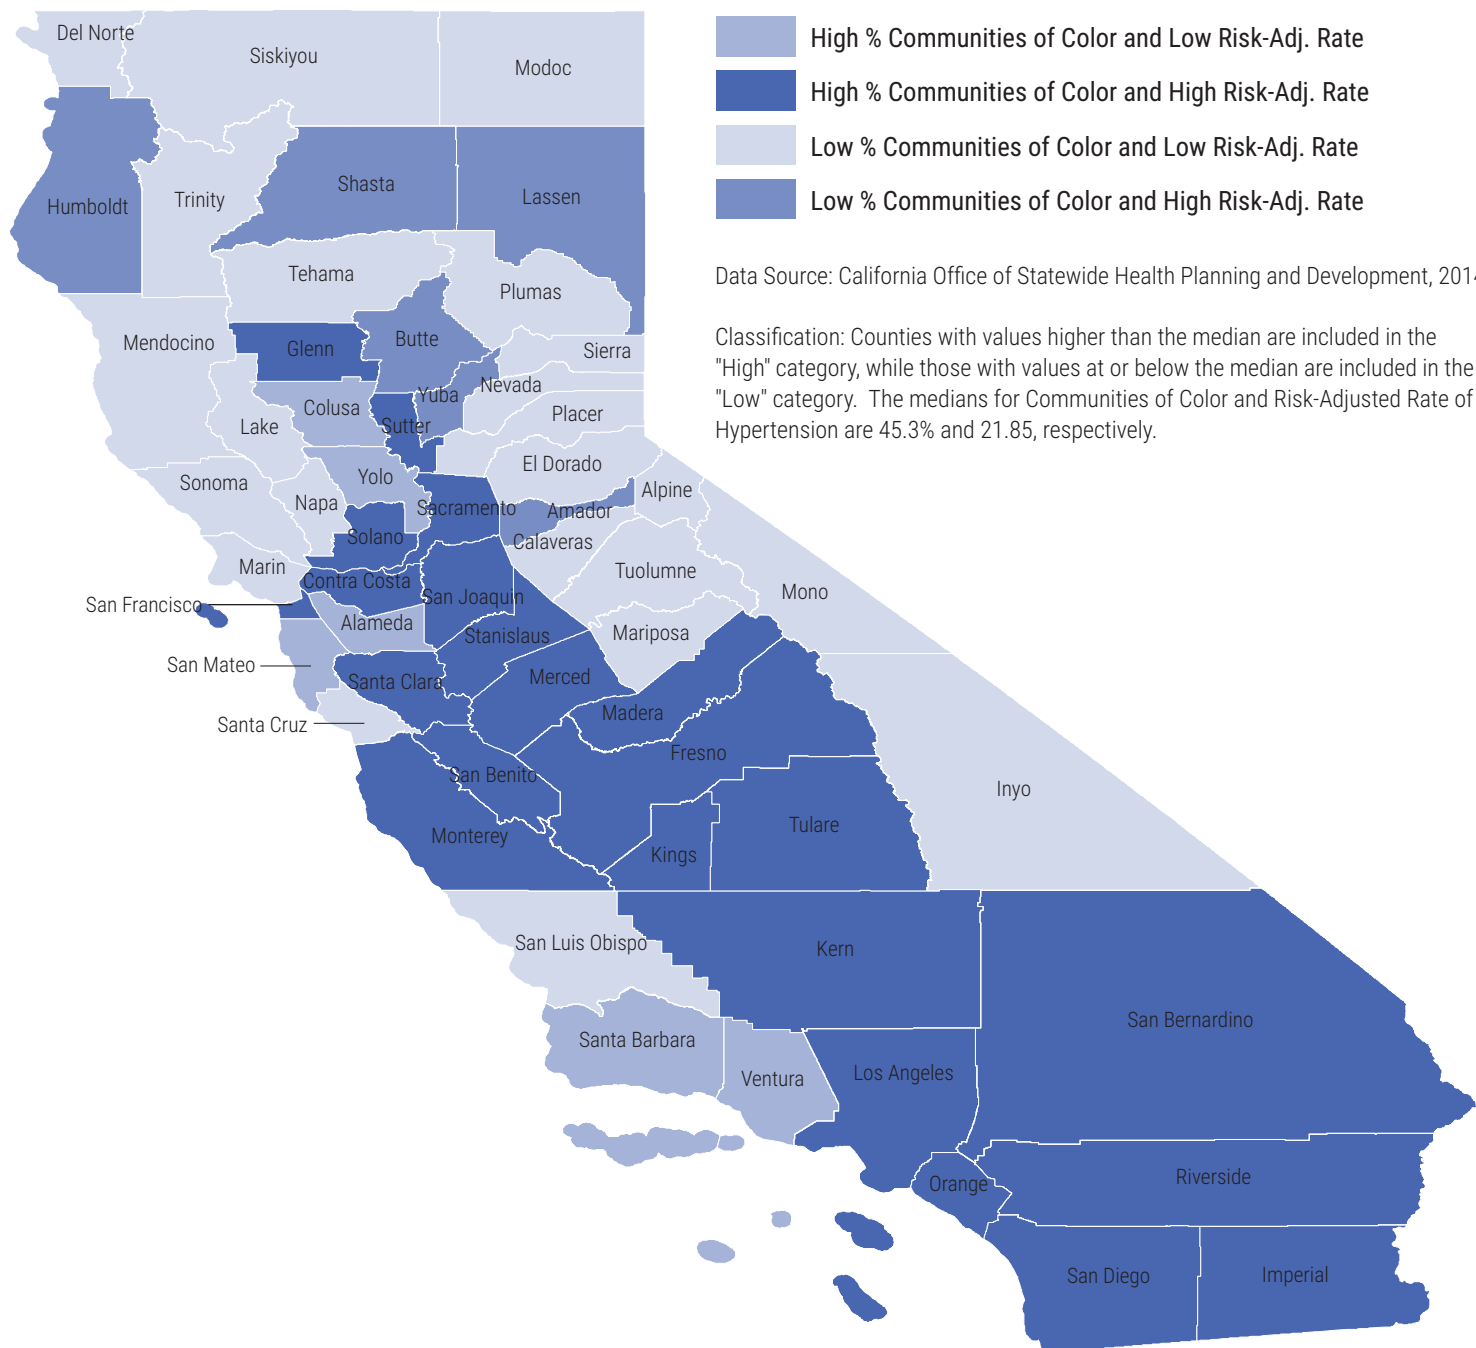 High % Communities of Color and Low Risk-Adj. Rate
High % Communities of Color and High Risk-Adj. Rate
Low % Communities of Color and Low Risk-Adj. Rate
Low % Communities of Color and High Risk-Adj. Rate
Data Source: California Office of Statewide Health Planning and Development, 2014
Classification: Counties with values higher than the median are included in the
"High" category, while those with values at or below the median are included in the
"Low" category. The medians for Communities of Color and Risk-Adjusted Rate of
Hypertension are 45.3% and 21.85, respectively.
Del Norte
Siskiyou
Modoc
Humboldt
Trinity
Shasta
Lassen
Tehama
Plumas
Mendocino
Glenn
Butte
Sierra
Nevada
Yuba
Colusa
Placer
Lake
Sutter
El Dorado
Yolo
Sonoma
Napa
Alpine
Sacramento
Amador
Solano
Calaveras
Marin
Tuolumne
Contra Costa
Mono
San Joaquin
San Francisco
Alameda
Mariposa
Stanislaus
San Mateo
Merced
Santa Clara
Madera
Santa Cruz
Fresno
San Benito
Inyo
Tulare
Monterey
Kings
San Luis Obispo
Kern
San Bernardino
Santa Barbara
Los Angeles
Ventura
Riverside
Orange
San Diego
Imperial